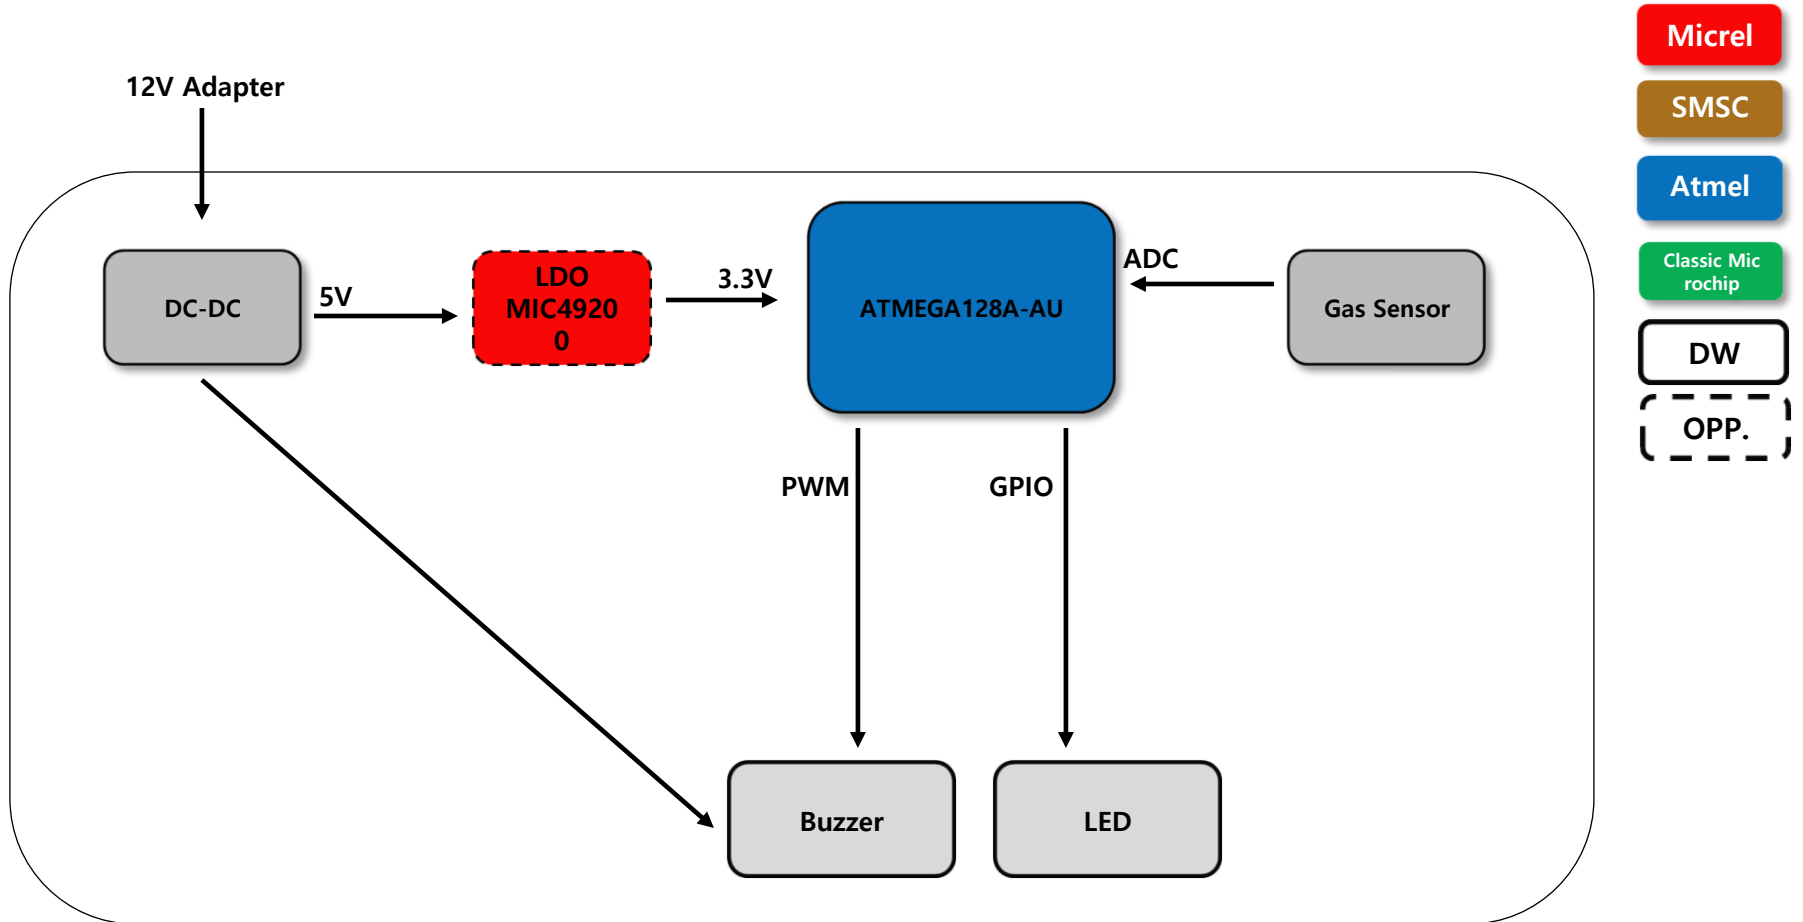 12V Adapter
DC-DC
5V
LDO
MIC4920
0
3.3V
ATMEGA128A-AU
ADC
Gas Sensor
PWM
GPIO
Buzzer
LED
Micrel
SMSC
Atmel
Classic Mic
rochip
DW
OPP.